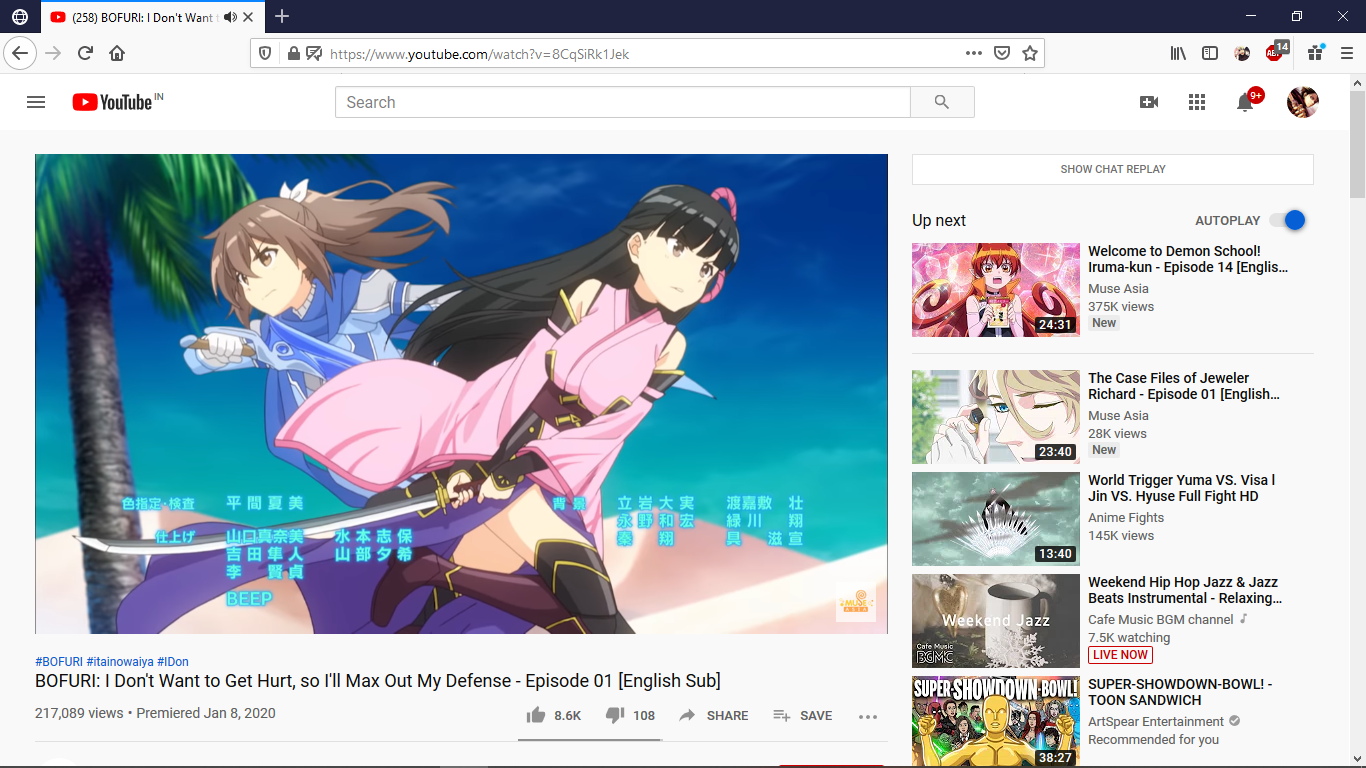 (258) BOFURI: I Don't Want t
https://www.youtube.com/watch?v=8CqSiRk1Jek
14
YouTube IN
Search
9+
色指定・検査 平間夏美
仕上げ 山口真奈美 水本志保
吉田隼人 山部夕希
李 賢貞
BEEP
背景 立岩大実 渡嘉敷 壮
永野和宏 緑川 翔
秦 翔 具 滋宣
MUSE
ASIA
#BOFURI #itainowaiya #IDon
BOFURI: I Don't Want to Get Hurt, so I'll Max Out My Defense - Episode 01 [English Sub]
217,089 views • Premiered Jan 8, 2020
8.6K
108
SHARE
SAVE
SHOW CHAT REPLAY
Up next
AUTOPLAY
24:31
Welcome to Demon School!
Iruma-kun - Episode 14 [Englis...
Muse Asia
375K views
New
23:40
The Case Files of Jeweler
Richard - Episode 01 [English...
Muse Asia
28K views
New
13:40
World Trigger Yuma VS. Visa l
Jin VS. Hyuse Full Fight HD
Anime Fights
145K views
Weekend Jazz
Cafe Music
BGMC
Weekend Hip Hop Jazz & Jazz
Beats Instrumental - Relaxing...
Cafe Music BGM channel
7.5K watching
LIVE NOW
SUPER-SHOWDOWN-BOWL!
38:27
SUPER-SHOWDOWN-BOWL! -
TOON SANDWICH
ArtSpear Entertainment
Recommended for you